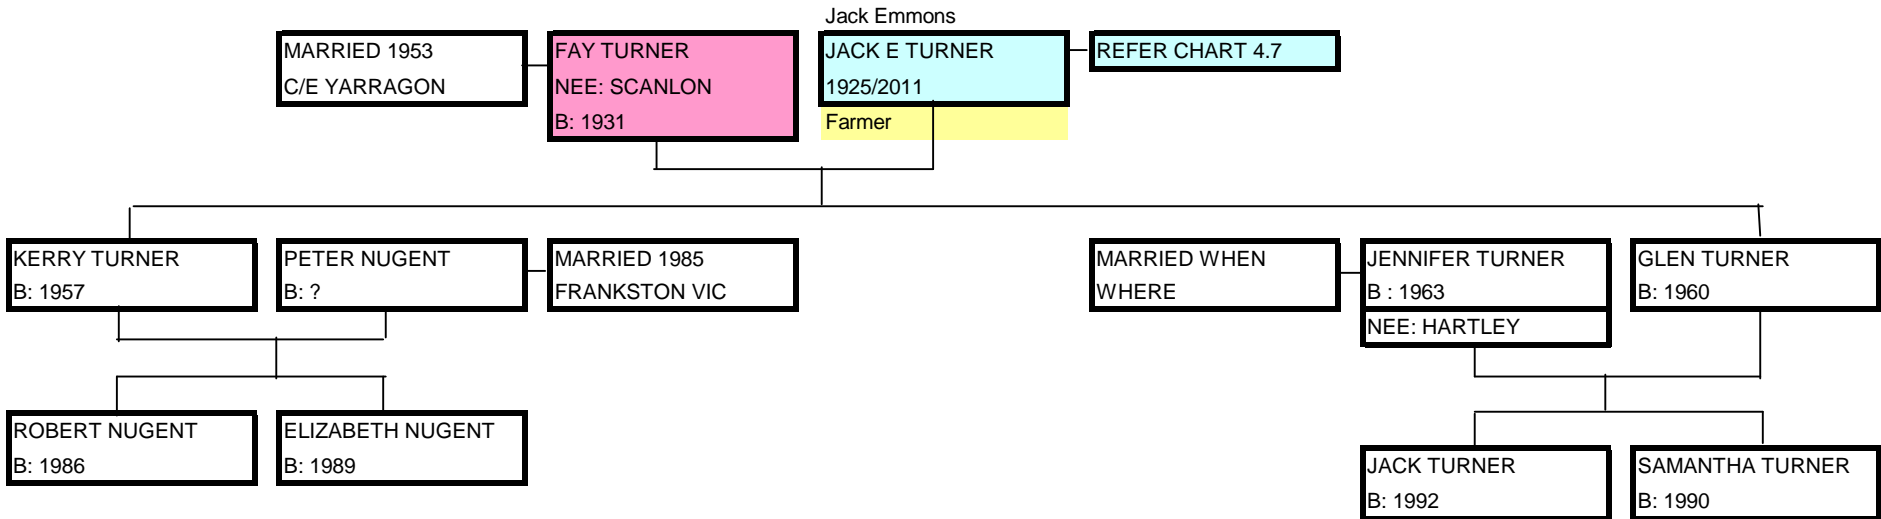 Jack Emmons
MARRIED 1953
C/E YARRAGON
FAY TURNER
NEE: SCANLON
B: 1931
JACK E TURNER
1925/2011
Farmer
REFER CHART 4.7
KERRY TURNER
B: 1957
PETER NUGENT
B: ?
MARRIED 1985
FRANKSTON VIC
MARRIED WHEN
WHERE
JENNIFER TURNER
B : 1963
NEE: HARTLEY
GLEN TURNER
B: 1960
ROBERT NUGENT
B: 1986
ELIZABETH NUGENT
B: 1989
JACK TURNER
B: 1992
SAMANTHA TURNER
B: 1990